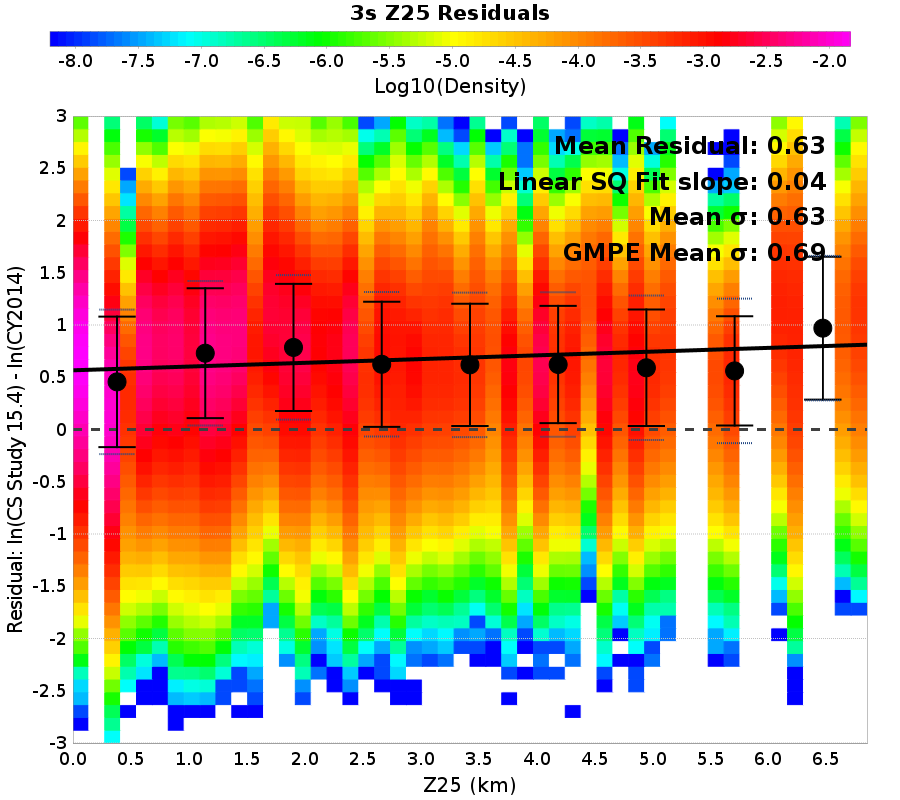 3s Z25 Residuals
-8.0 -7.5 -7.0 -6.5 -6.0 -5.5 -5.0 -4.5 -4.0 -3.5 -3.0 -2.5 -2.0
Log10(Density)
Mean Residual: 0.63
Linear SQ Fit slope: 0.04
Mean σ: 0.63
GMPE Mean σ: 0.69
Residual: ln(CS Study 15.4) - ln(CY2014)
3
2.5
2
1.5
1
0.5
0
-0.5
-1
-1.5
-2
-2.5
-3
0.0 0.5 1.0 1.5 2.0 2.5 3.0 3.5 4.0 4.5 5.0 5.5 6.0 6.5
Z25 (km)